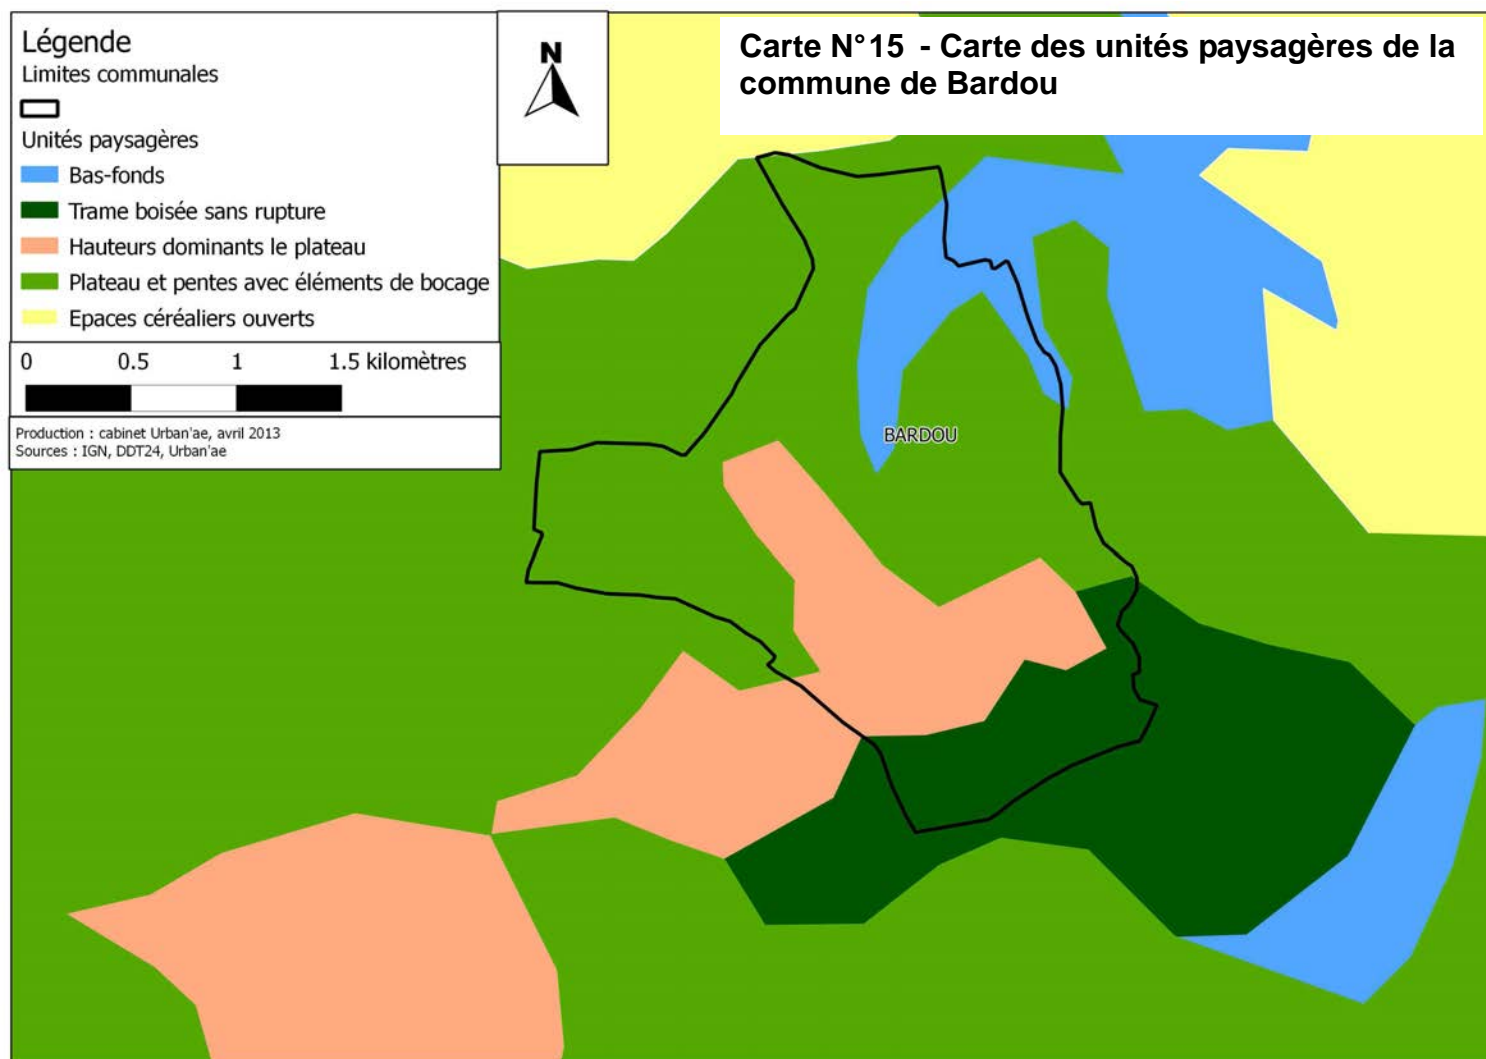 Légende
Limites communales
Unités paysagères
Bas-fonds
Trame boisée sans rupture
Hauteurs dominants le plateau
Plateau et pentes avec éléments de bocage
Epaces céréaliers ouverts
0 0.5 1 1.5 kilomètres
Production : cabinet Urban'ae, avril 2013
Sources : IGN, DDT24, Urban'ae
N
Carte N°15 - Carte des unités paysagères de la
commune de Bardou
BARDOU